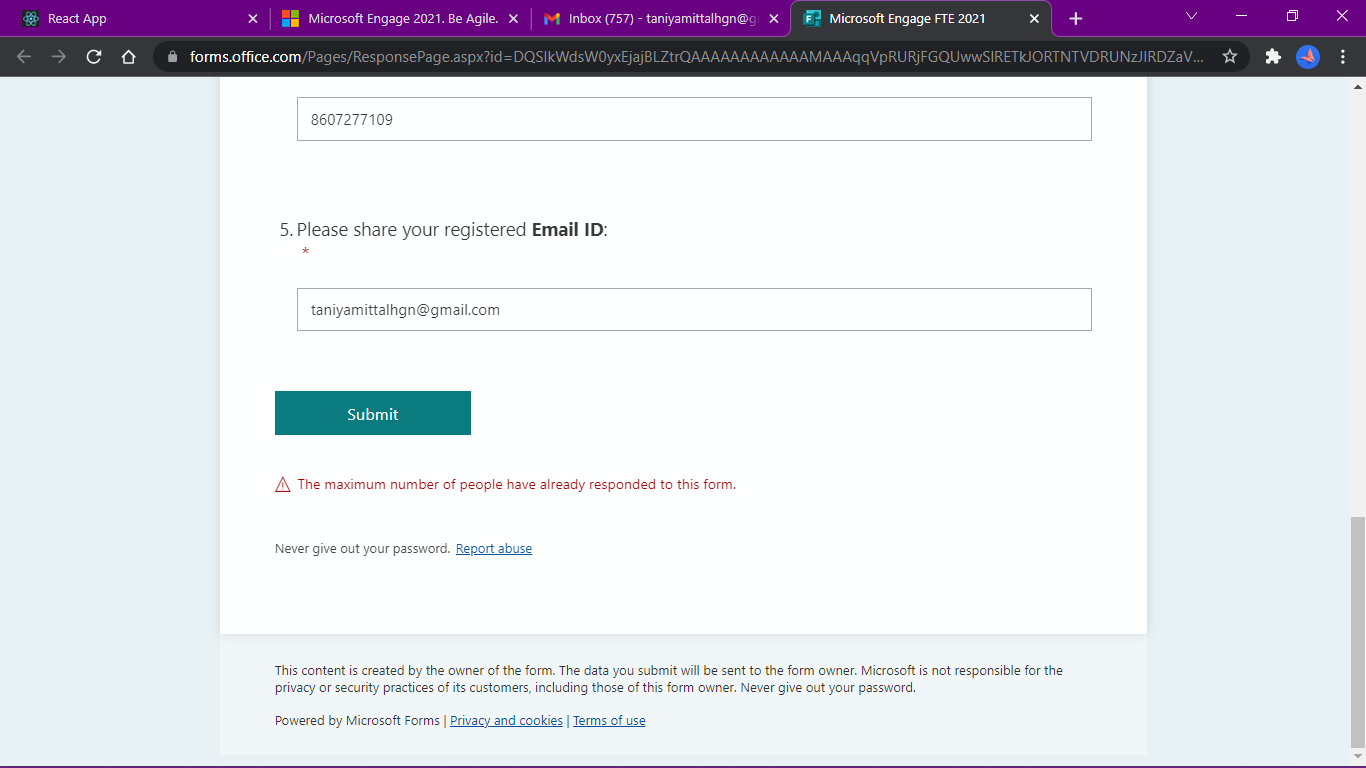 React App
Microsoft Engage 2021. Be Agile.
Inbox (757) - taniyamittalhgn@g
Microsoft Engage FTE 2021
forms.office.com/Pages/ResponsePage.aspx?id=DQSIkWdsW0yxEjajBLZtrQAAAAAAAAAAAAMAAAqqVpRURjFGQUwwSlRETkJORTNTVDRUNzJIRDZaV...
8607277109
5. Please share your registered Email ID:
*
taniyamittalhgn@gmail.com
Submit
The maximum number of people have already responded to this form.
Never give out your password. Report abuse
This content is created by the owner of the form. The data you submit will be sent to the form owner. Microsoft is not responsible for the
privacy or security practices of its customers, including those of this form owner. Never give out your password.
Powered by Microsoft Forms | Privacy and cookies | Terms of use